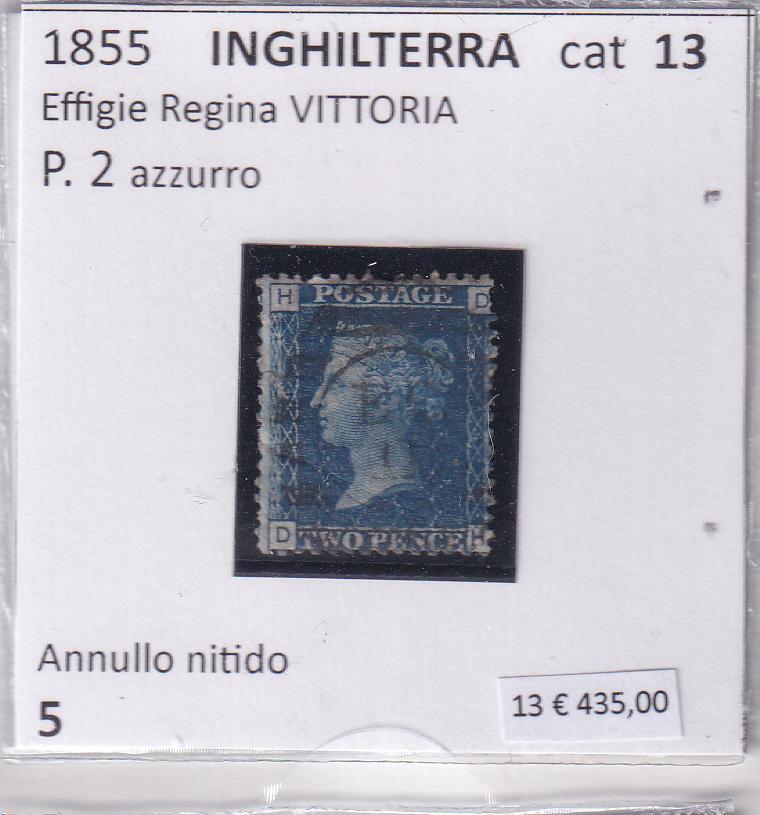 1855 INGHILTERRA cat 13
Effigie Regina VITTORIA
P. 2 azzurro
H POSTAGE D
D TWO PENCE H
Annullo nitido
5
13 € 435,00